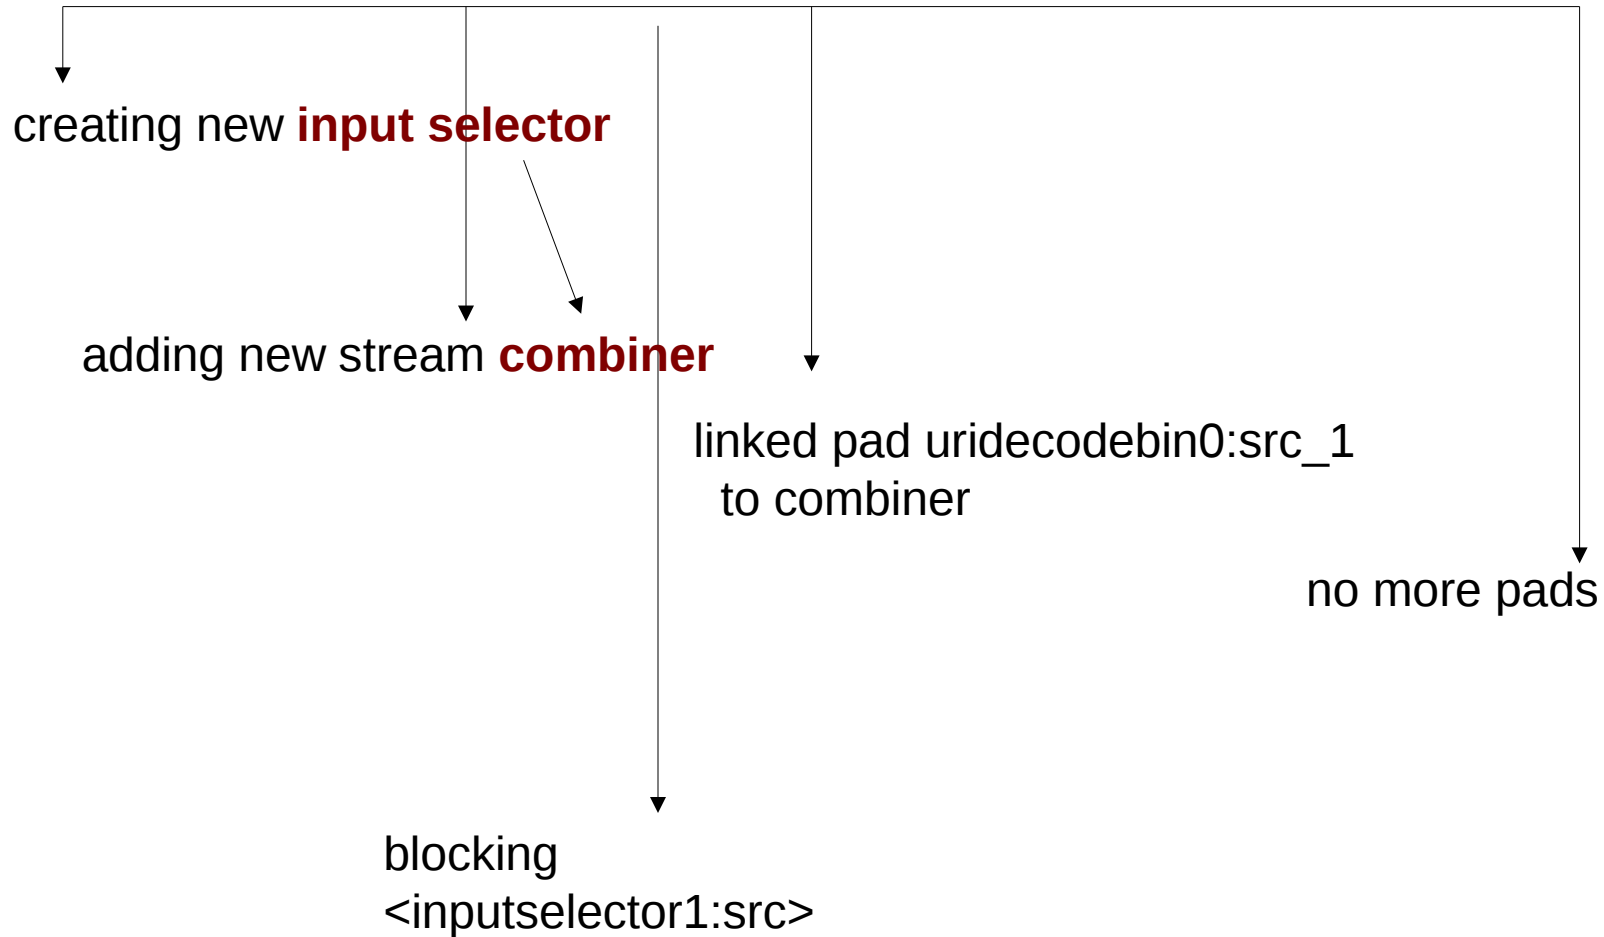 creating new input selector
adding new stream combiner
linked pad uridecodebin0:src_1
to combiner
no more pads
blocking
<inputselector1:src>